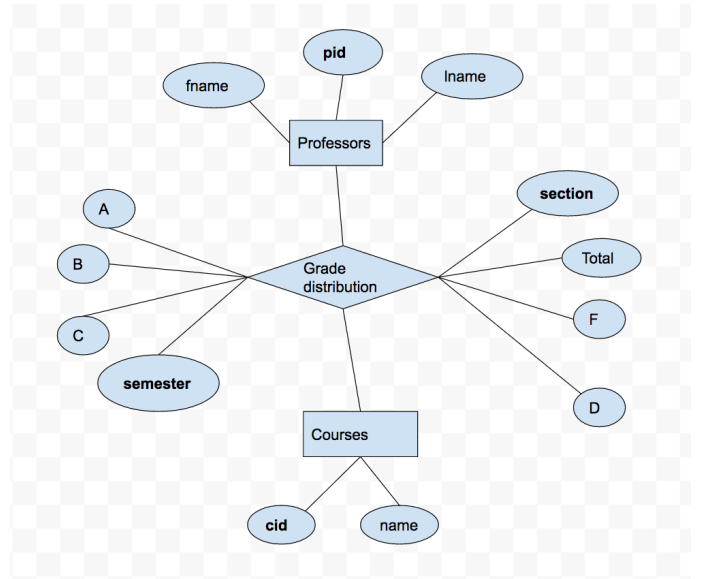 pid
fname
lname
Professors
A
section
B
Grade
distribution
Total
C
F
semester
D
Courses
cid
name